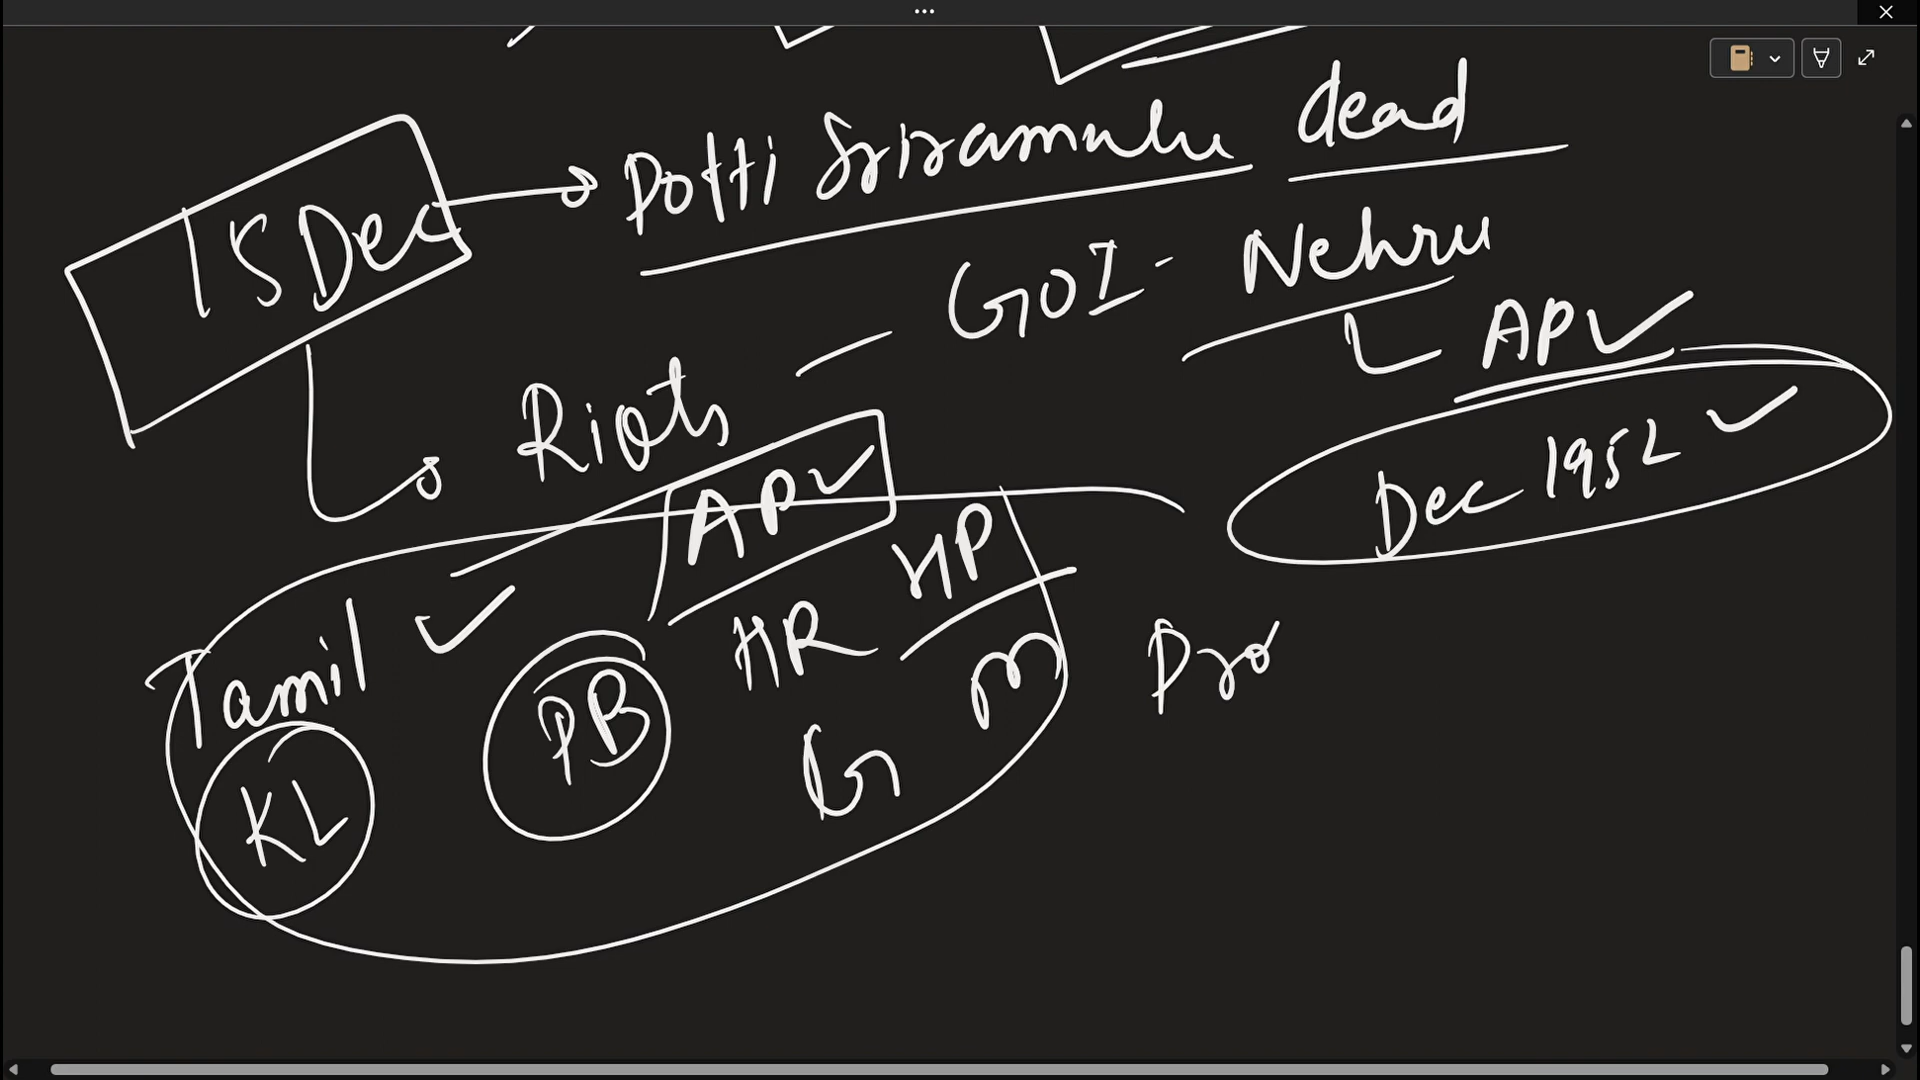 15 Dec → Potti Sriramulu dead
GOI - Nehru
AP ✓
Riots
Dec 1952 ✓
AP ✓
HP
Tamil ✓
HR
PB
M
Pro
KL
G